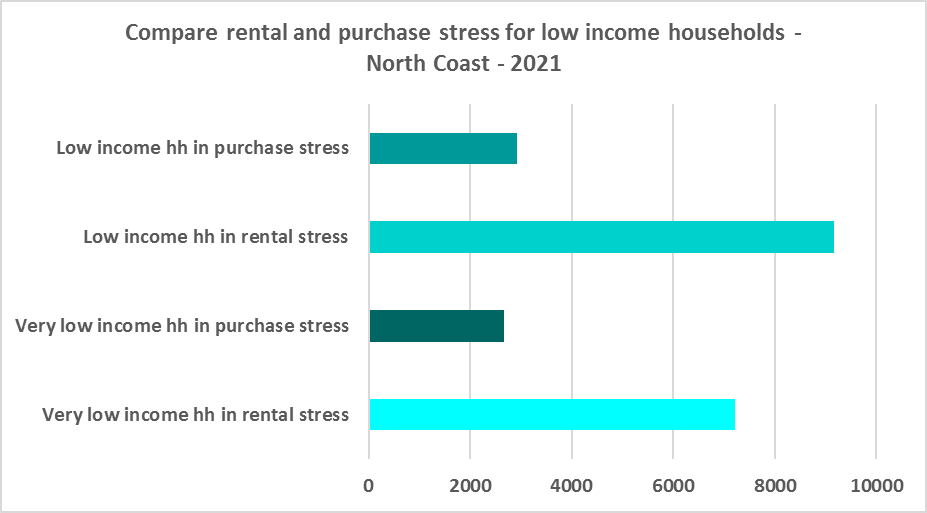 Compare rental and purchase stress for low income households -
North Coast - 2021
Low income hh in purchase stress
Low income hh in rental stress
Very low income hh in purchase stress
Very low income hh in rental stress
0 2000 4000 6000 8000 10000